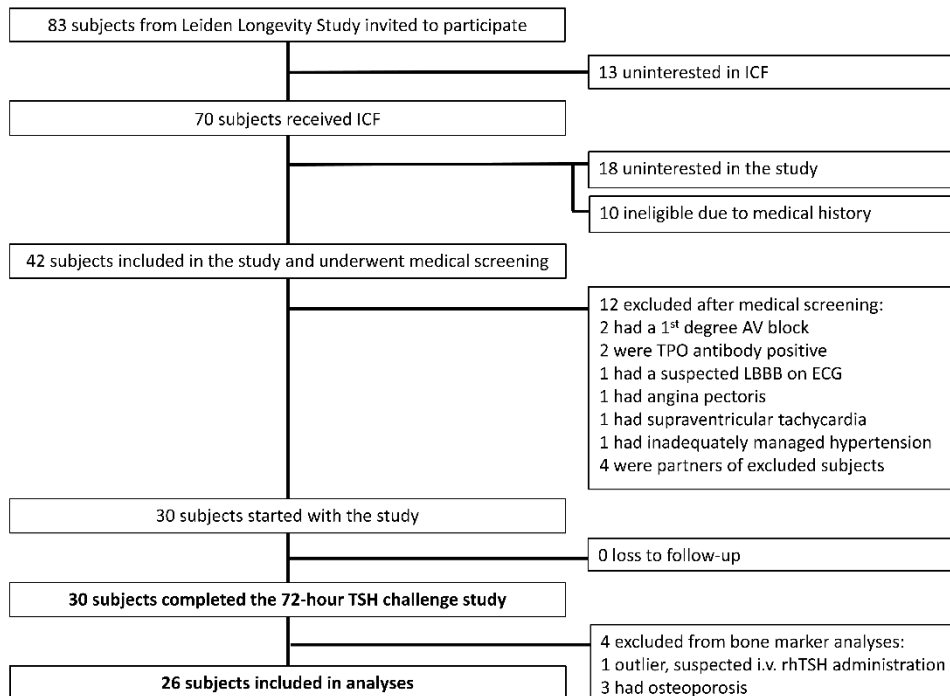 83 subjects from Leiden Longevity Study invited to participate
13 uninterested in ICF
70 subjects received ICF
18 uninterested in the study
10 ineligible due to medical history
42 subjects included in the study and underwent medical screening
12 excluded after medical screening:
2 had a 1st degree AV block
2 were TPO antibody positive
1 had a suspected LBBB on ECG
1 had angina pectoris
1 had supraventricular tachycardia
1 had inadequately managed hypertension
4 were partners of excluded subjects
30 subjects started with the study
0 loss to follow-up
30 subjects completed the 72-hour TSH challenge study
4 excluded from bone marker analyses:
1 outlier, suspected i.v. rhTSH administration
3 had osteoporosis
26 subjects included in analyses